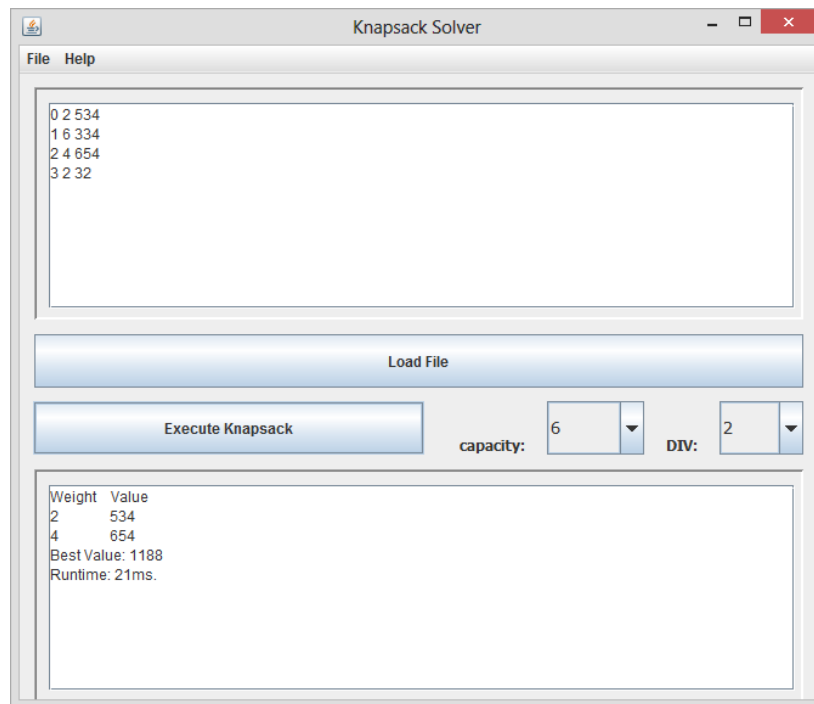 Knapsack Solver
File Help
0 2 534
1 6 334
2 4 654
3 2 32
Load File
Execute Knapsack capacity: 6 DIV: 2
Weight Value
2 534
4 654
Best Value: 1188
Runtime: 21ms.